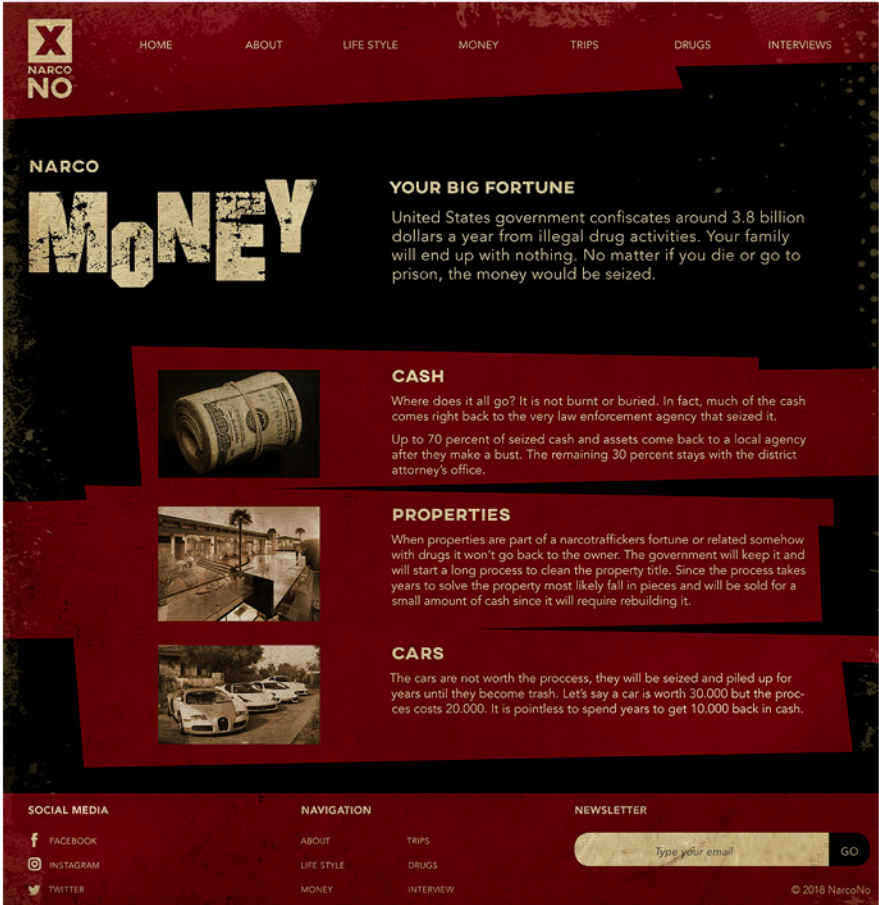 X
NARCO
NO
HOME ABOUT LIFE STYLE MONEY TRIPS DRUGS INTERVIEWS
NARCO
MONEY
YOUR BIG FORTUNE
United States government confiscates around 3.8 billion
dollars a year from illegal drug activities. Your family
will end up with nothing. No matter if you die or go to
prison, the money would be seized.
CASH
Where does it all go? It is not burnt or buried. In fact, much of the cash
comes right back to the very law enforcement agency that seized it.
Up to 70 percent of seized cash and assets come back to a local agency
after they make a bust. The remaining 30 percent stays with the district
attorney's office.
PROPERTIES
When properties are part of a narcotraffickers fortune or related somehow
with drugs it won't go back to the owner. The government will keep it and
will start a long process to clean the property title. Since the process takes
years to solve the property most likely fall in pieces and will be sold for a
small amount of cash since it will require rebuilding it.
CARS
The cars are not worth the proccess, they will be seized and piled up for
years until they become trash. Let's say a car is worth 30.000 but the proc-
ces costs 20.000. It is pointless to spend years to get 10.000 back in cash.
SOCIAL MEDIA
FACEBOOK
INSTAGRAM
TWITTER
NAVIGATION
ABOUT TRIPS
LIFE STYLE DRUGS
MONEY INTERVIEW
NEWSLETTER
Type your email GO
© 2018 NarcoNo